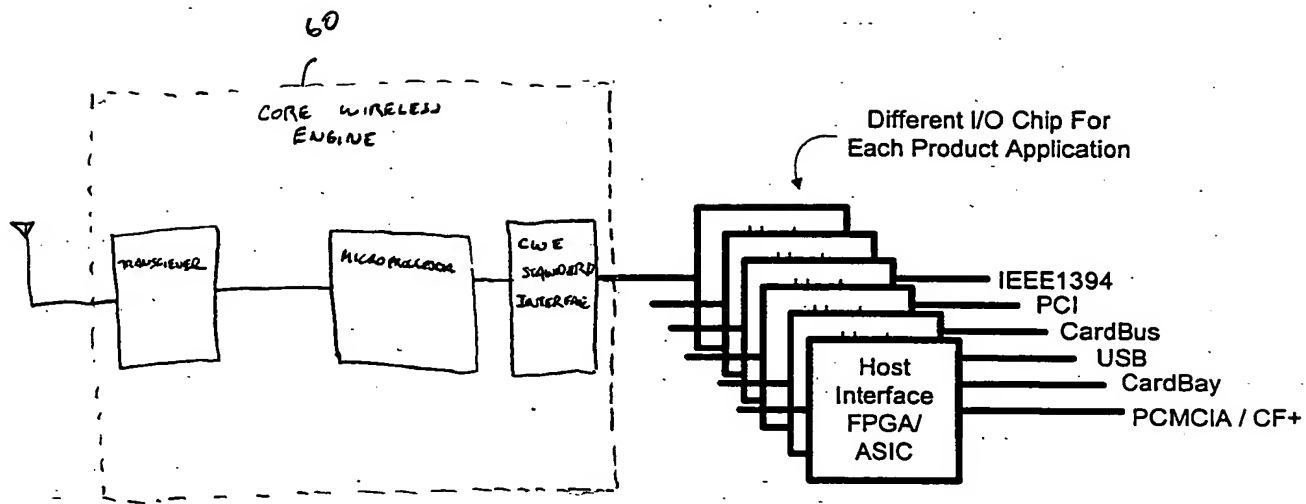 60
CORE WIRELESS
ENGINE
Different I/O Chip For
Each Product Application
TRANSCIEVER
MICROPROCESSOR
CWE
STANDARD
INTERFACE
IEEE1394
PCI
CardBus
USB
CardBay
PCMCIA / CF+
Host
Interface
FPGA/
ASIC